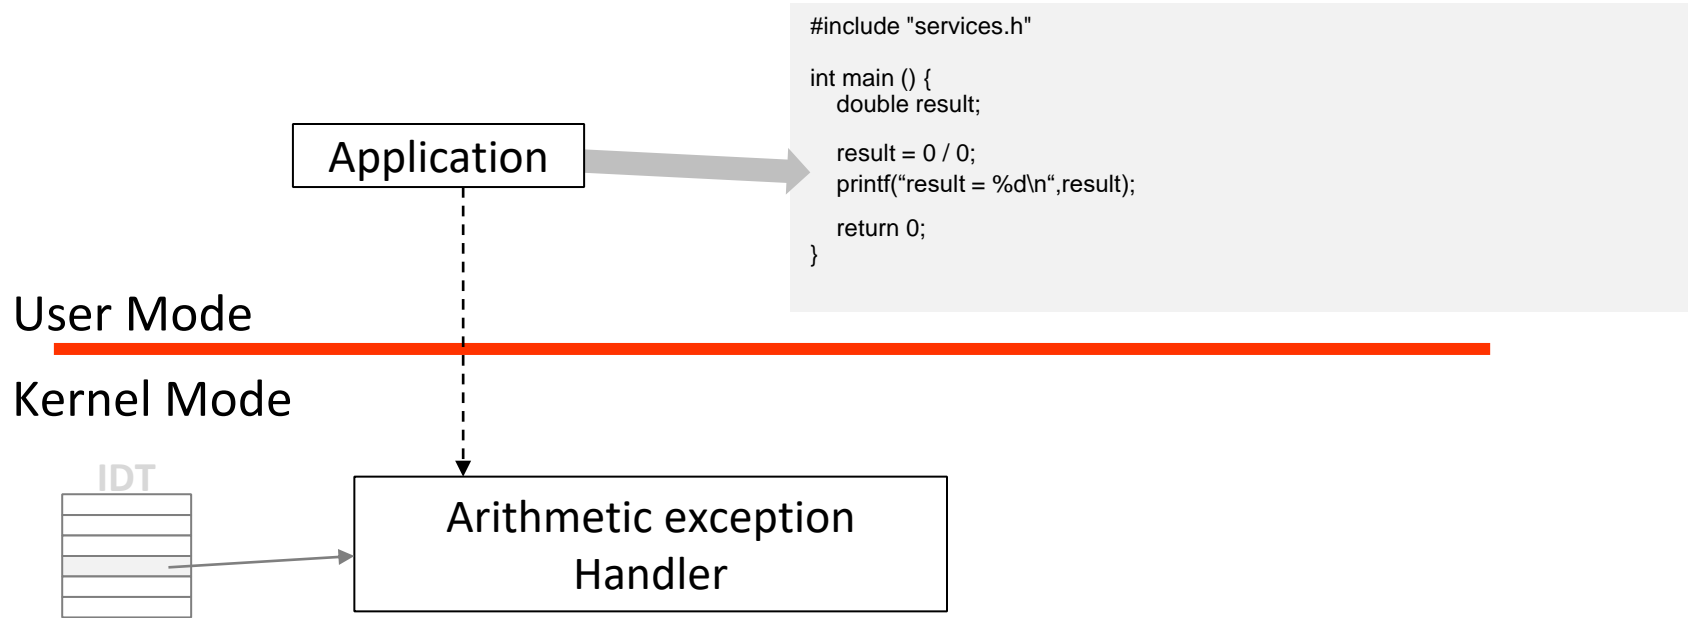 #include "services.h"
int main () {
double result;
Application
result = 0 / 0;
printf(“result = %d\n“,result);
return 0;
}
User Mode
Kernel Mode
IDT
Arithmetic exception
Handler